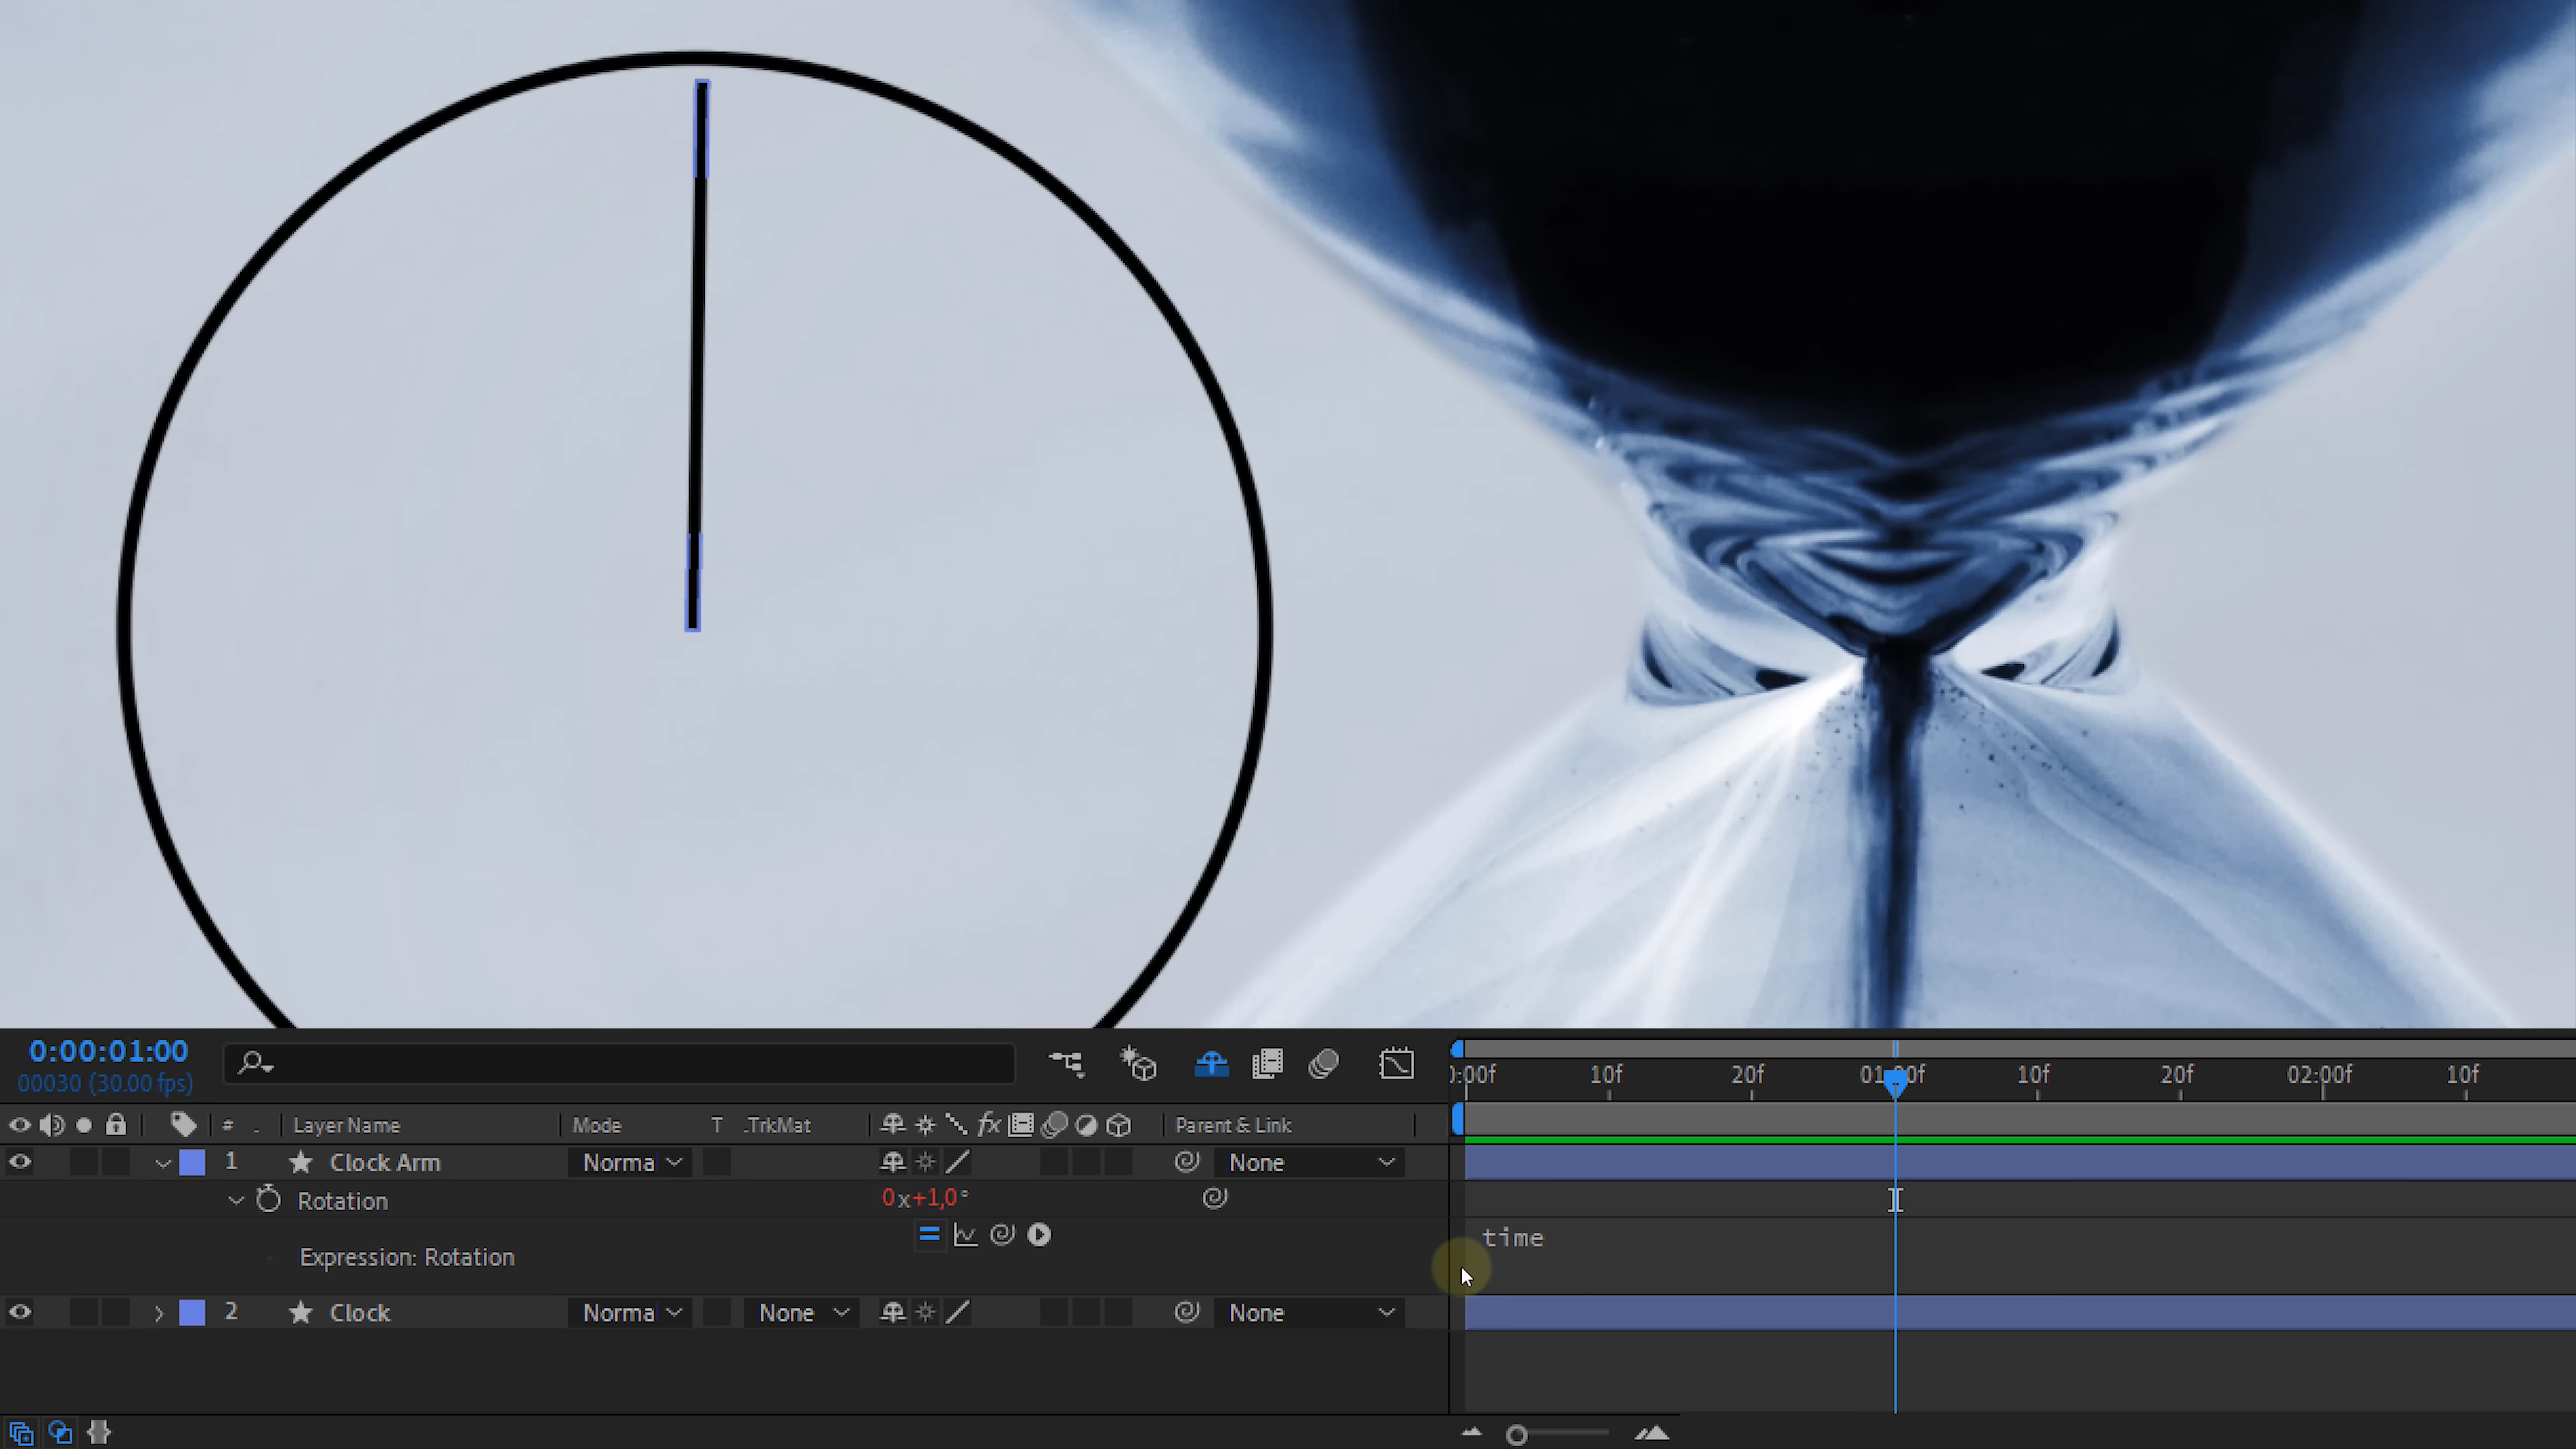 0:00:01:00
00030 (30.00 fps)
):00f 10f 20f 01:00f 10f 20f 02:00f 10f
# . Layer Name Mode T .TrkMat fx Parent & Link
1 Clock Arm Norma None
Rotation 0x+1,0°
time
Expression: Rotation
2 Clock Norma None None